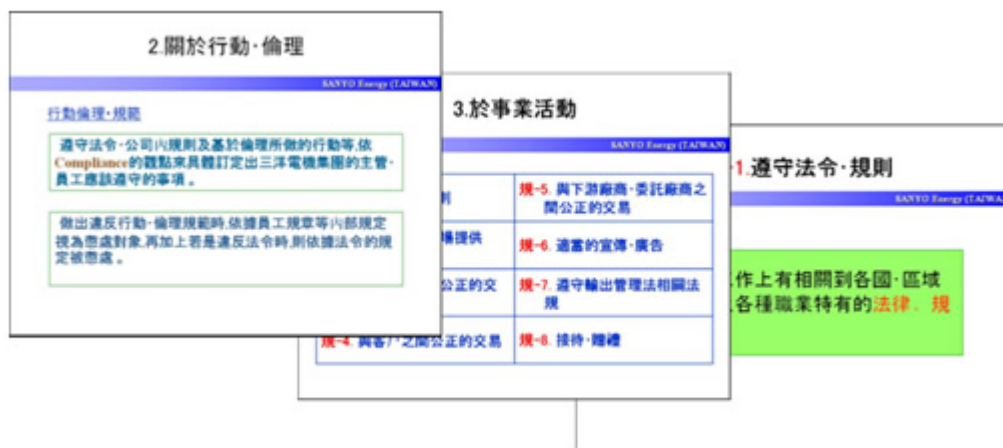 2.關於行動·倫理
SANYO Energy (TAIWAN)
行動倫理·規範
遵守法令·公司內規則及基於倫理所做的行動等,依
Compliance的觀點來具體訂定出三洋電機集團的主管·
員工應該遵守的事項。
做出違反行動·倫理規範時,依據員工規章等內部規定
視為懲處對象,再加上若是違反法令時,則依據法令的規
定被懲處。
3.於事業活動
SANYO Energy (TAIWAN)
則
場提供
公正的交
規-4. 與客戶之間公正的交易
規-5. 與下游廠商·委託廠商之
間公正的交易
規-6. 適當的宣傳·廣告
規-7. 遵守輸出管理法相關法
規
規-8. 接待·贈禮
-1.遵守法令·規則
SANYO Energy (TAIWA
作上有相關到各國·區域
各種職業特有的法律﹑規